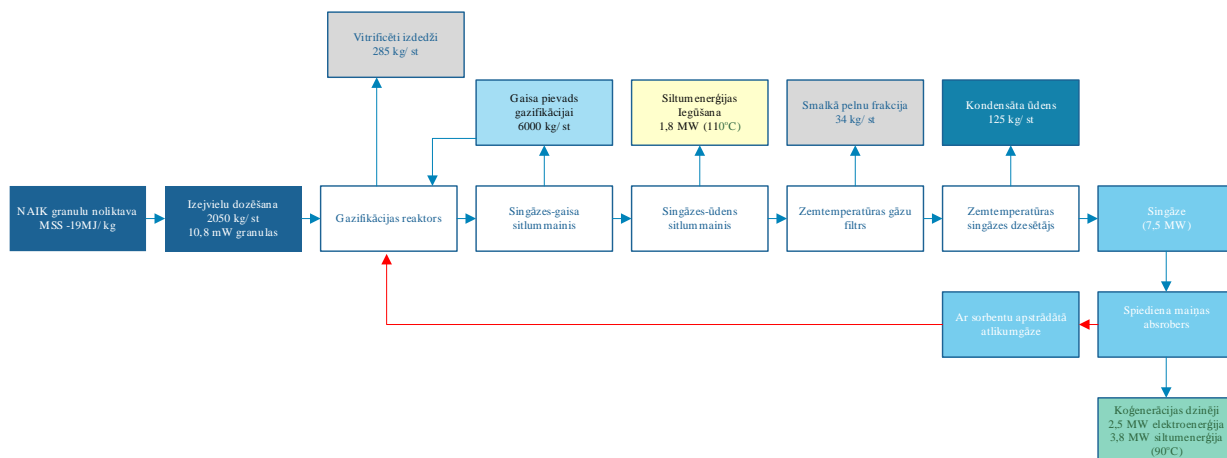 Vitrificēti izdedži
285 kg/ st
Gaisa pievads
gazifikācijai
6000 kg/ st
Siltumenerģijas
Iegūšana
1,8 MW (110°C)
Smalkā pelnu frakcija
34 kg/ st
Kondensāta ūdens
125 kg/ st
NAIK granulu noliktava
MSS -19MJ/ kg
Izejvielu dozēšana
2050 kg/ st
10,8 mW granulas
Gazifikācijas reaktors
Singāzes-gaisa
sitlummainis
Singāzes-ūdens
sitlummainis
Zemtemperatūras gāzu
filtrs
Zemtemperatūras
singāzes dzesētājs
Singāze
(7,5 MW)
Ar sorbentu apstrādātā
atlikumgāze
Spiediena maiņas
absrobers
Koģenerācijas dzinēji
2,5 MW elektroenerģija
3,8 MW siltumenerģija
(90°C)